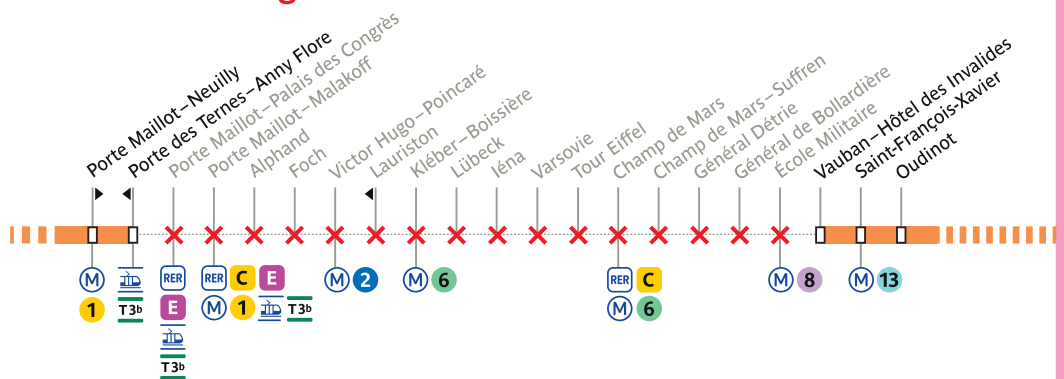 Porte Maillot–Neuilly
Porte des Ternes–Anny Flore
Porte Maillot–Palais des Congrès
Porte Maillot–Malakoff
Alphand
Foch
Victor Hugo–Poincaré
Lauriston
Kléber–Boissière
Lübeck
Iéna
Varsovie
Tour Eiffel
Champ de Mars
Champ de Mars–Suffren
Général Détrie
Général de Bollardière
École Militaire
Vauban–Hôtel des Invalides
Saint-François-Xavier
Oudinot
M
1
T3b
RER
E
T3b
RER C E
M 1 T3b
M 2
M 6
RER C
M 6
M 8
M 13